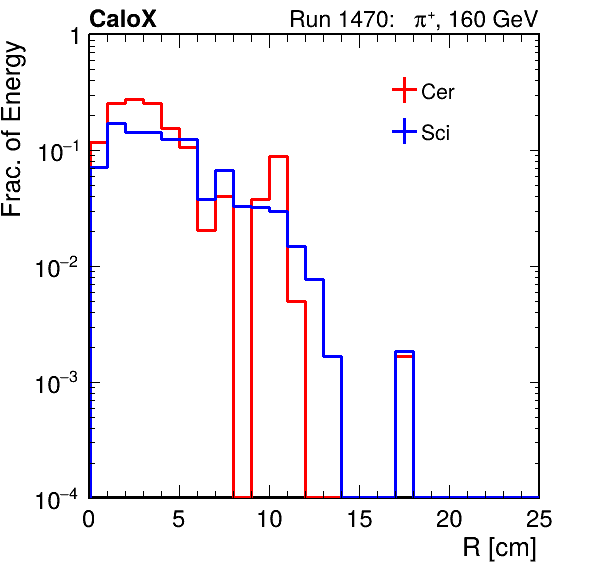 CaloX Run 1470: π⁺, 160 GeV
Frac. of Energy
1
10⁻¹
10⁻²
10⁻³
10⁻⁴
Cer
Sci
0 5 10 15 20 25
R [cm]